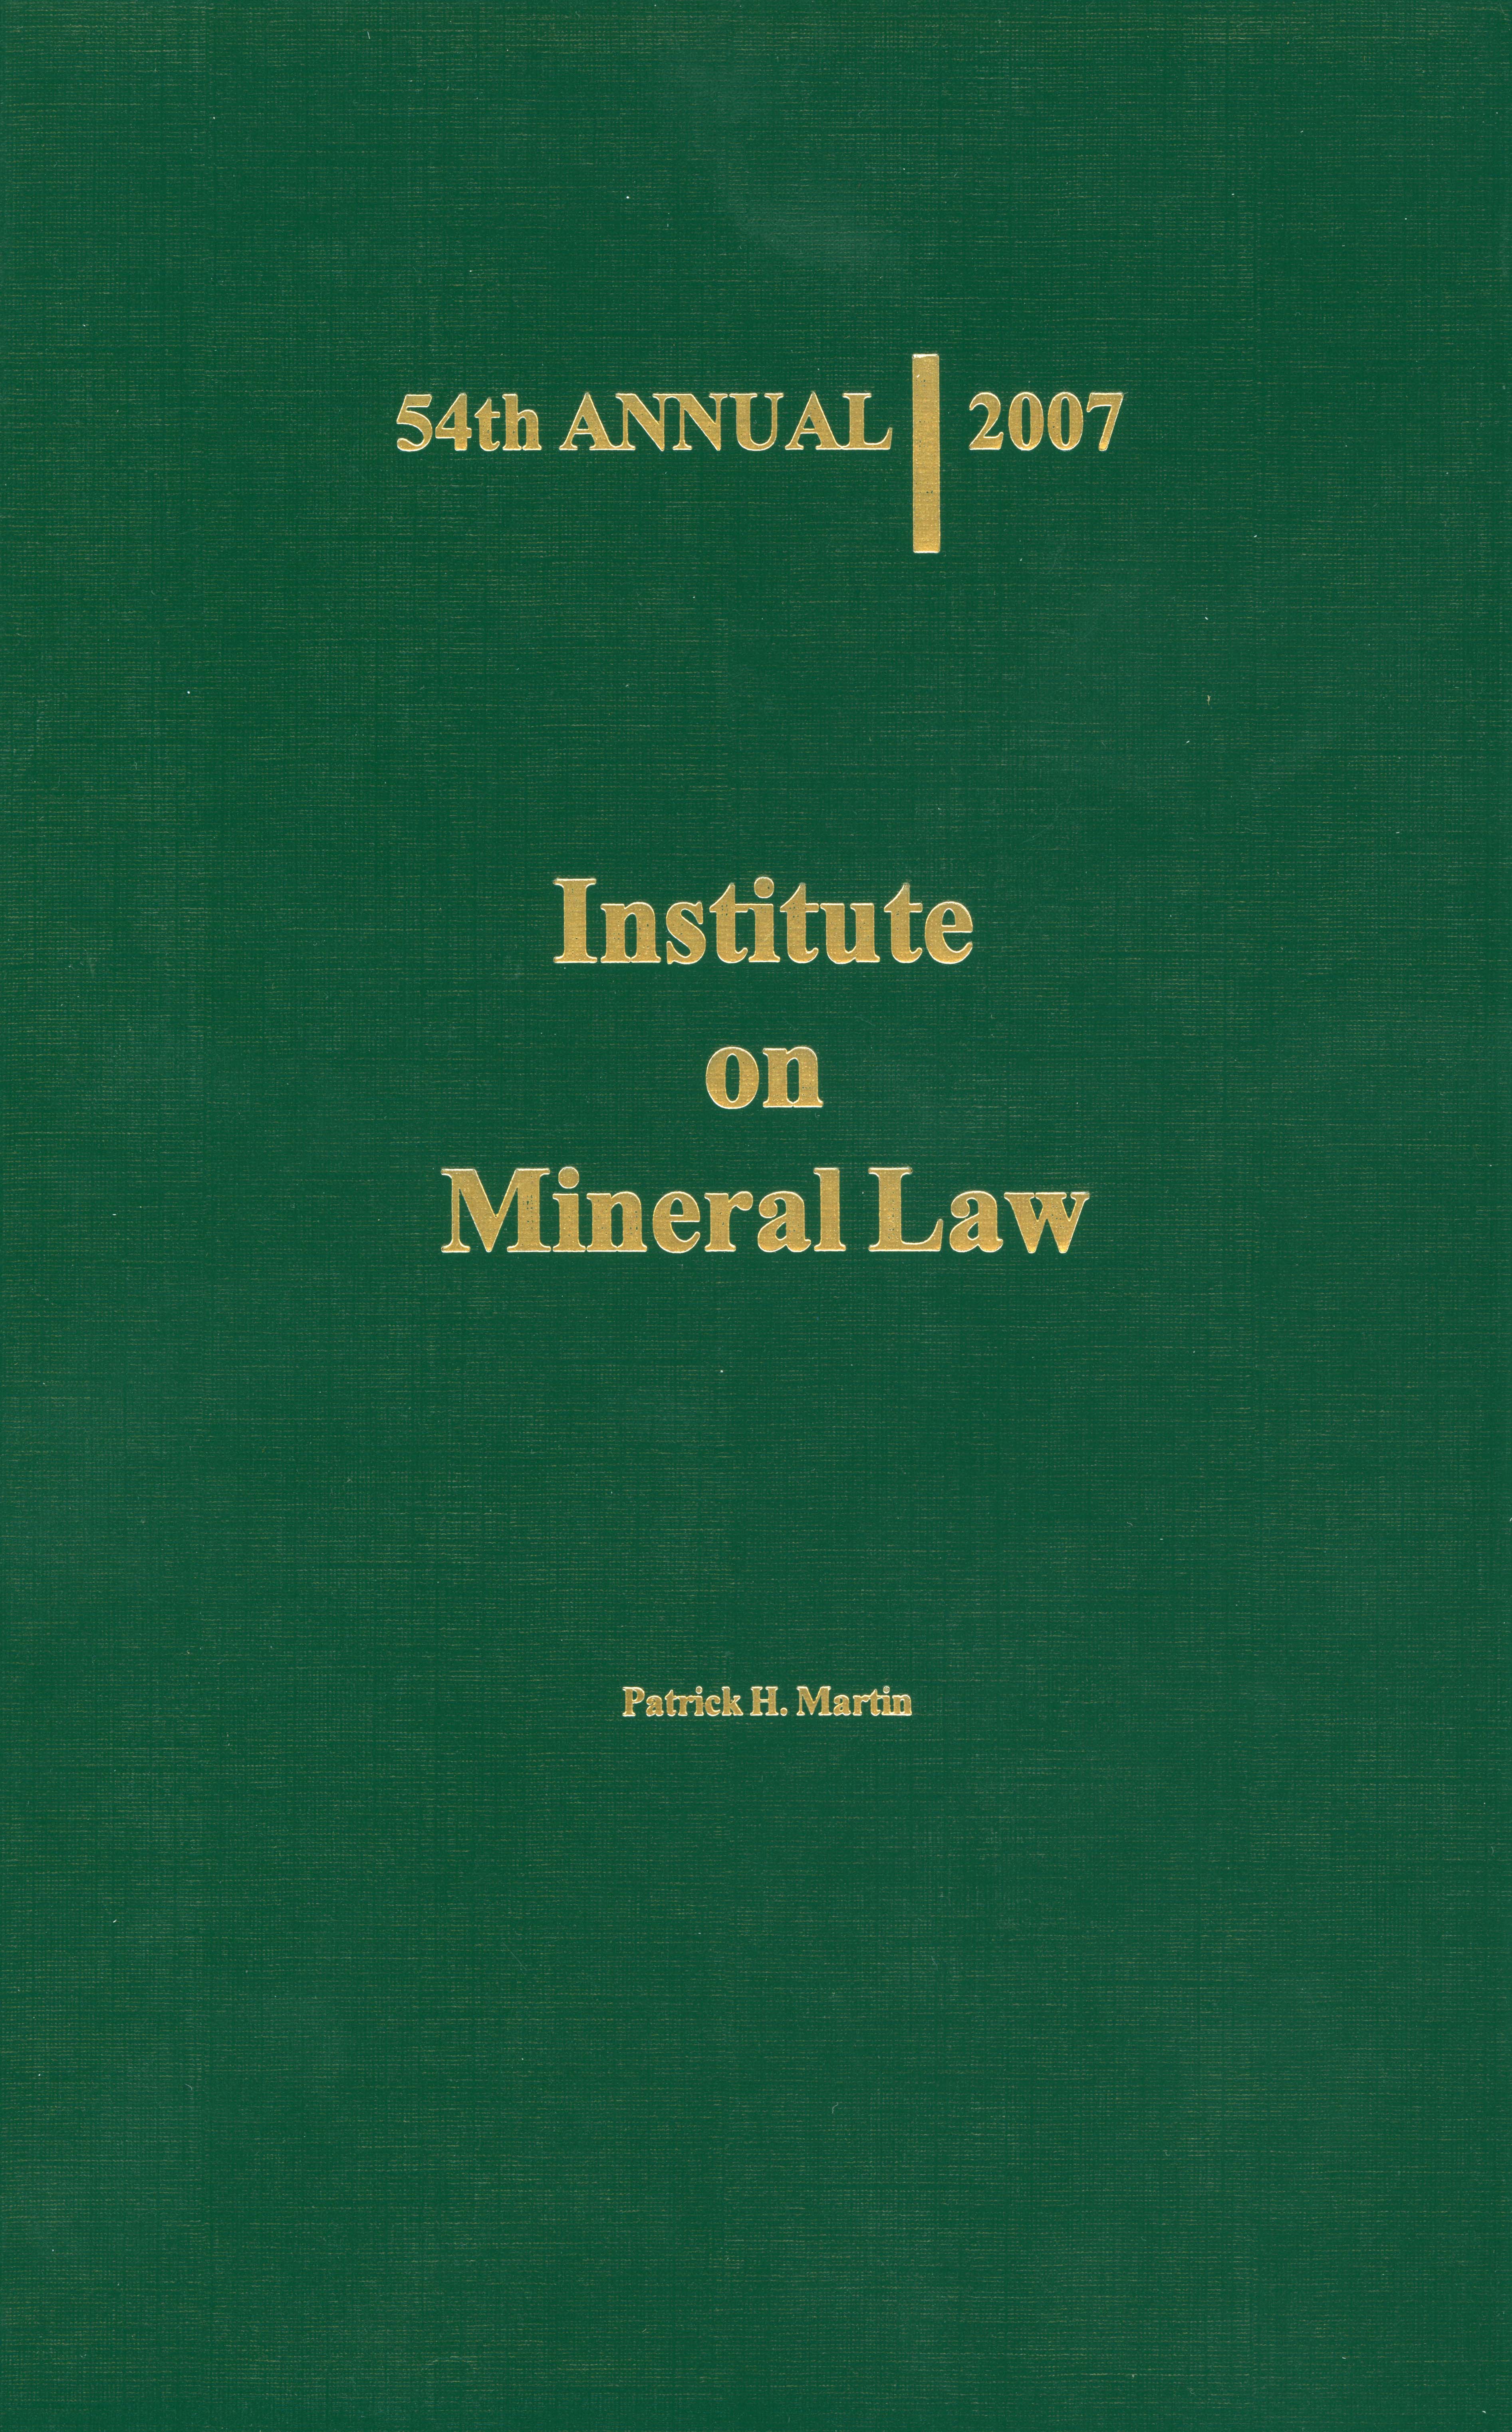 54th ANNUAL | 2007
Institute
on
Mineral Law
Patrick H. Martin